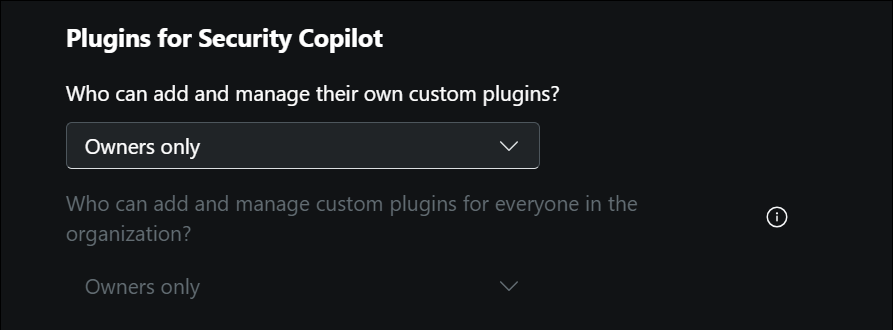 Plugins for Security Copilot
Who can add and manage their own custom plugins?
Owners only
Who can add and manage custom plugins for everyone in the
organization?
Owners only